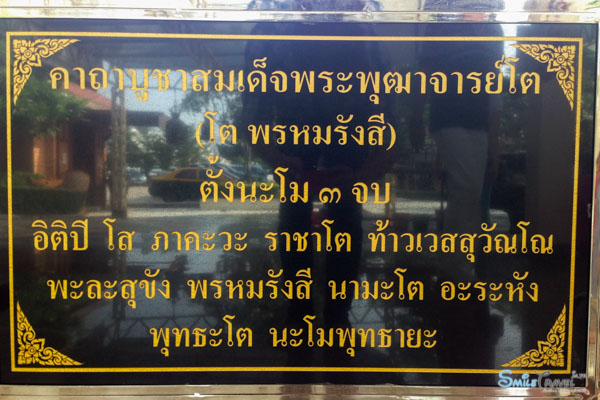 คาถาบูชาสมเด็จพระพุฒาจารย์โต
(โต พรหมรังสี)
ตั้งนะโม ๓ จบ
อิติปิ โส ภาคะวะ ราชาโต ท้าวเวสสุวัณโณ
พะละสุขัง พรหมรังสี นามะโต อะระหัง
พุทธะโต นะโมพุทธายะ
SmileTravel